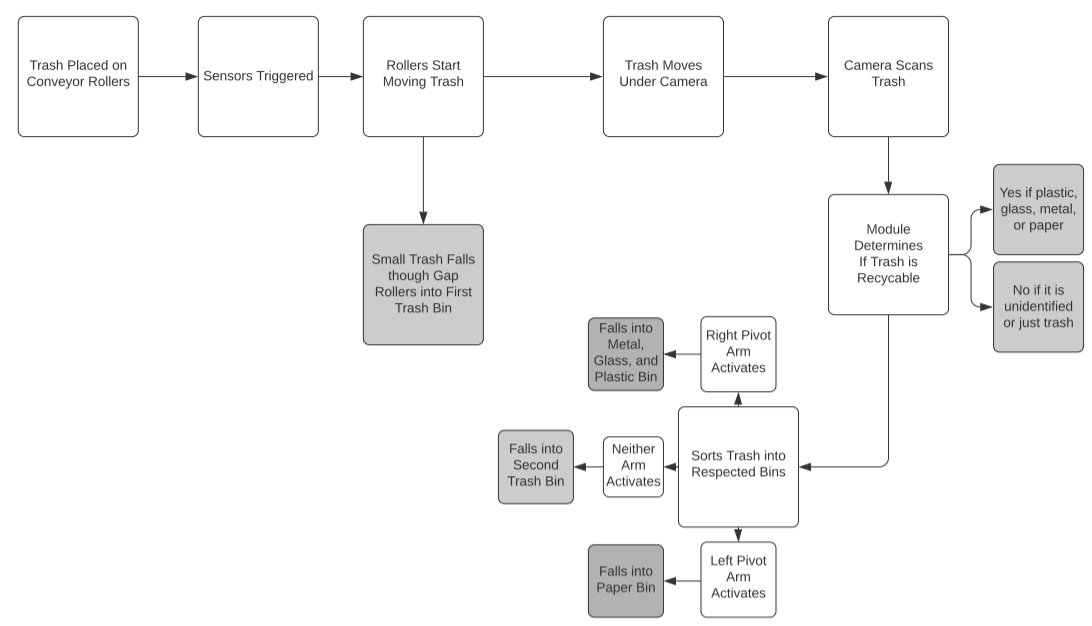 Trash Placed on
Conveyor Rollers
Sensors Triggered
Rollers Start
Moving Trash
Trash Moves
Under Camera
Camera Scans
Trash
Small Trash Falls
though Gap
Rollers into First
Trash Bin
Module
Determines
If Trash is
Recycable
Yes if plastic,
glass, metal,
or paper
No if it is
unidentified
or just trash
Falls into
Metal,
Glass, and
Plastic Bin
Right Pivot
Arm
Activates
Falls into
Second
Trash Bin
Neither
Arm
Activates
Sorts Trash into
Respected Bins
Falls into
Paper Bin
Left Pivot
Arm
Activates